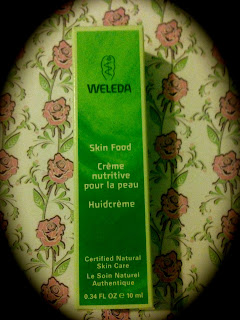 WELEDA
Skin Food
Crème
nutritive
pour la peau
Huidcrème
Certified Natural
Skin Care
Le Soin Naturel
Authentique
0.34 FL OZ ℮ 10 ml